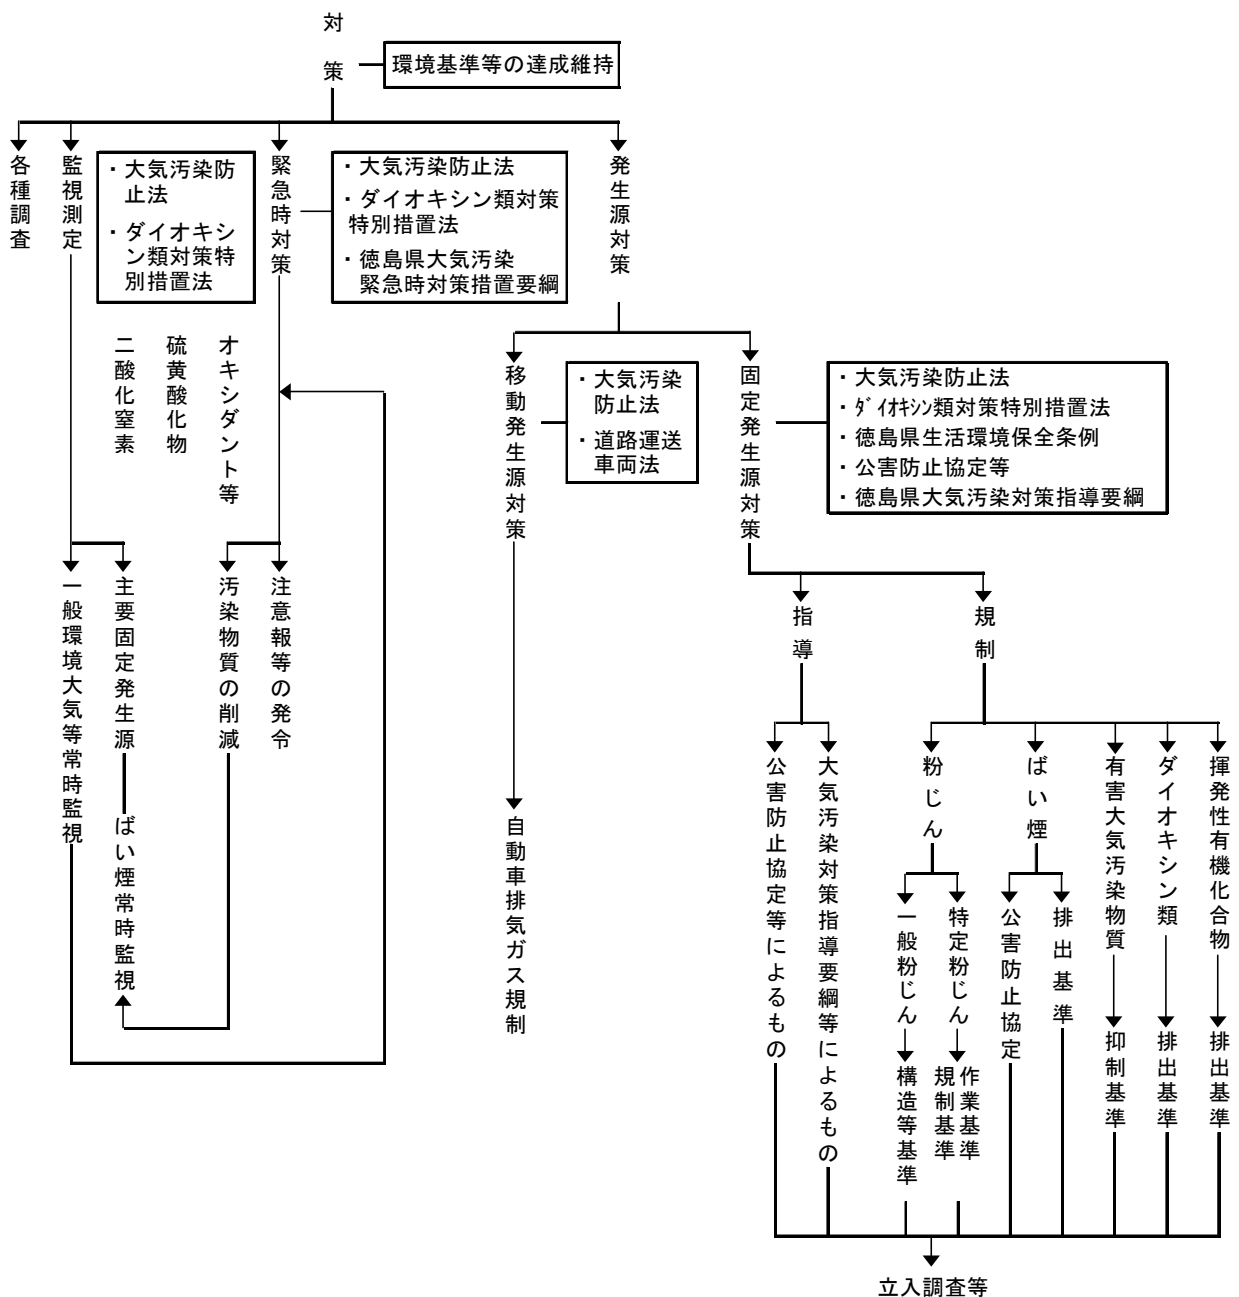 対策
環境基準等の達成維持
各種調査
監視測定
・大気汚染防
止法
・ダイオキシ
ン類対策特
別措置法
緊急時対策
・大気汚染防止法
・ダイオキシン類対策
特別措置法
・徳島県大気汚染
緊急時対策措置要綱
発生源対策
二酸化窒素
硫黄酸化物
オキシダント等
移動発生源対策
・大気汚染
防止法
・道路運送
車両法
固定発生源対策
・大気汚染防止法
・ダイオキシン類対策特別措置法
・徳島県生活環境保全条例
・公害防止協定等
・徳島県大気汚染対策指導要綱
一般環境大気等常時監視
主要固定発生源
ばい煙常時監視
汚染物質の削減
注意報等の発令
自動車排気ガス規制
指導
規制
公害防止協定等によるもの
大気汚染対策指導要綱等によるもの
粉じん
一般粉じん
構造等基準
特定粉じん
作業基準
規制基準
ばい煙
公害防止協定
排出基準
有害大気汚染物質
抑制基準
ダイオキシン類
排出基準
揮発性有機化合物
排出基準
立入調査等